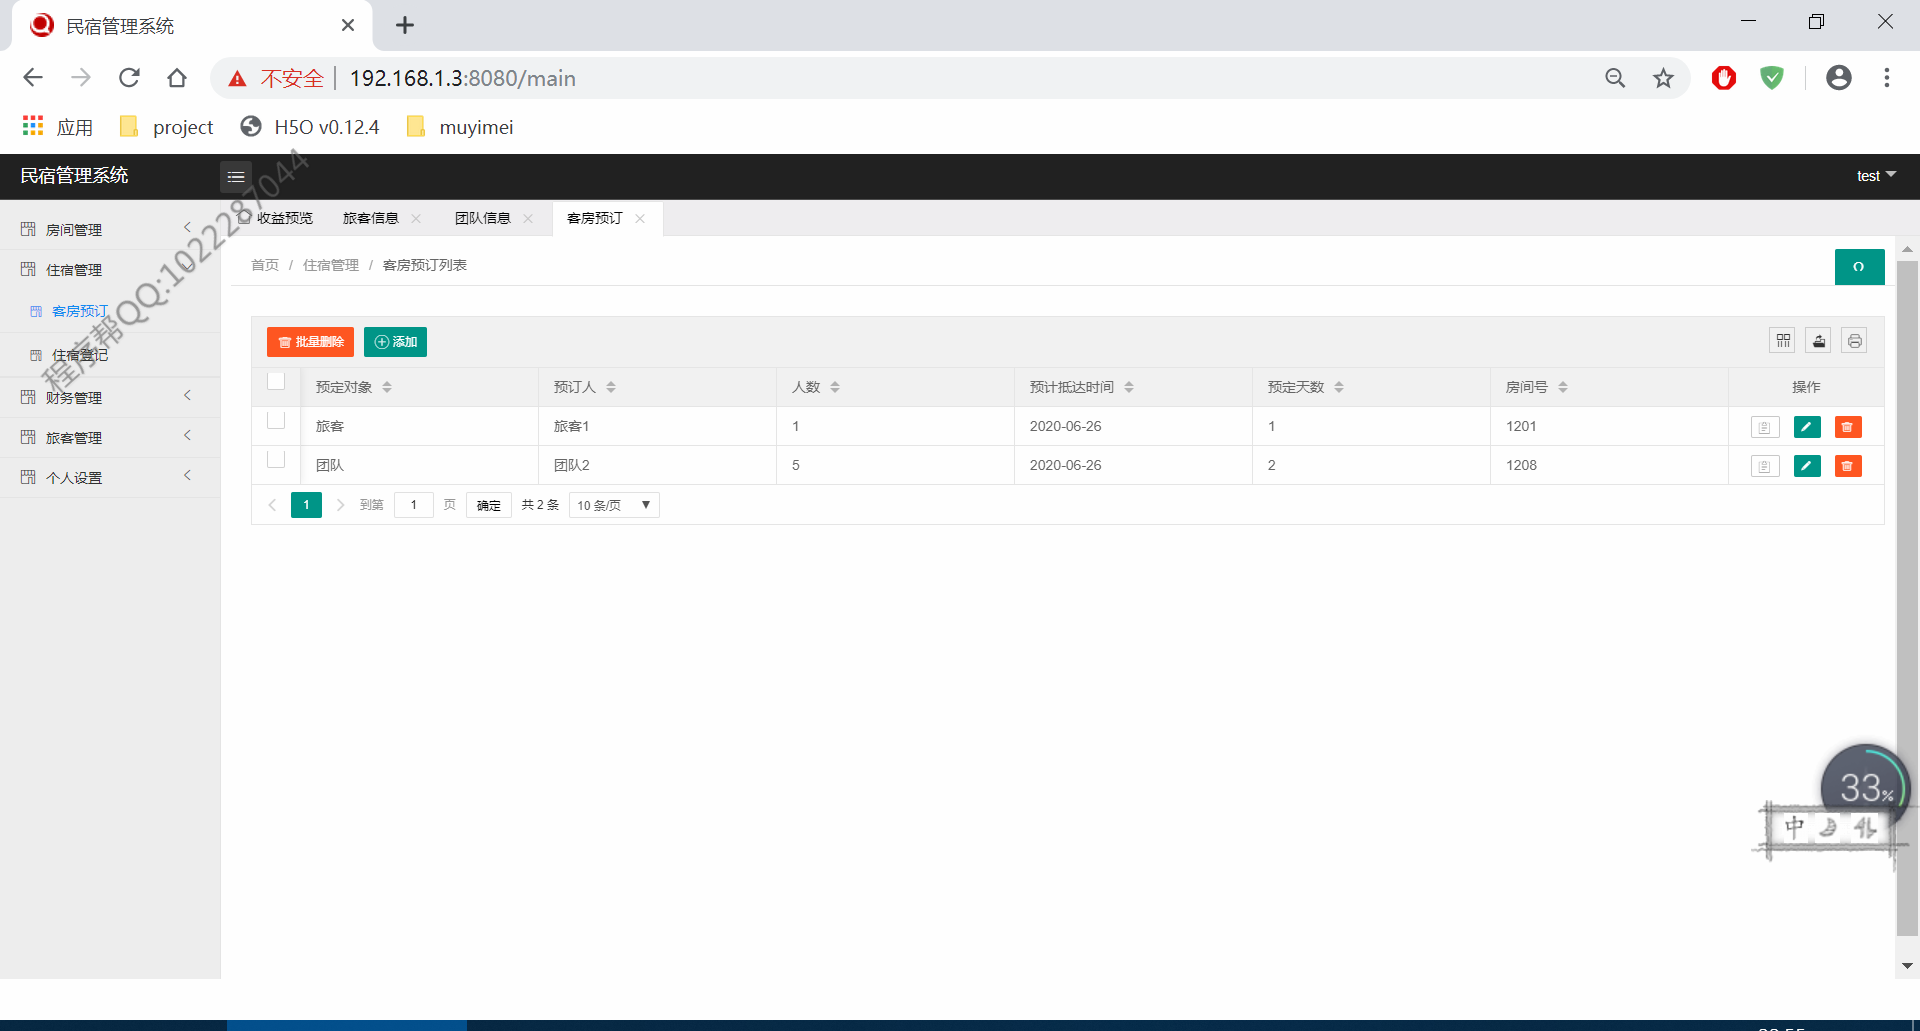 民宿管理系统
不安全 192.168.1.3:8080/main
应用 project H5O v0.12.4 muyimei
民宿管理系统 test
程序帮QQ:1022287044
收益预览 旅客信息 团队信息 客房预订
房间管理
住宿管理
客房预订
住宿登记
财务管理
旅客管理
个人设置
首页 / 住宿管理 / 客房预订列表
批量删除 添加
预定对象 预订人 人数 预计抵达时间 预定天数 房间号 操作
旅客 旅客1 1 2020-06-26 1 1201
团队 团队2 5 2020-06-26 2 1208
1 到第 1 页 确定 共 2 条 10 条/页
33%
中